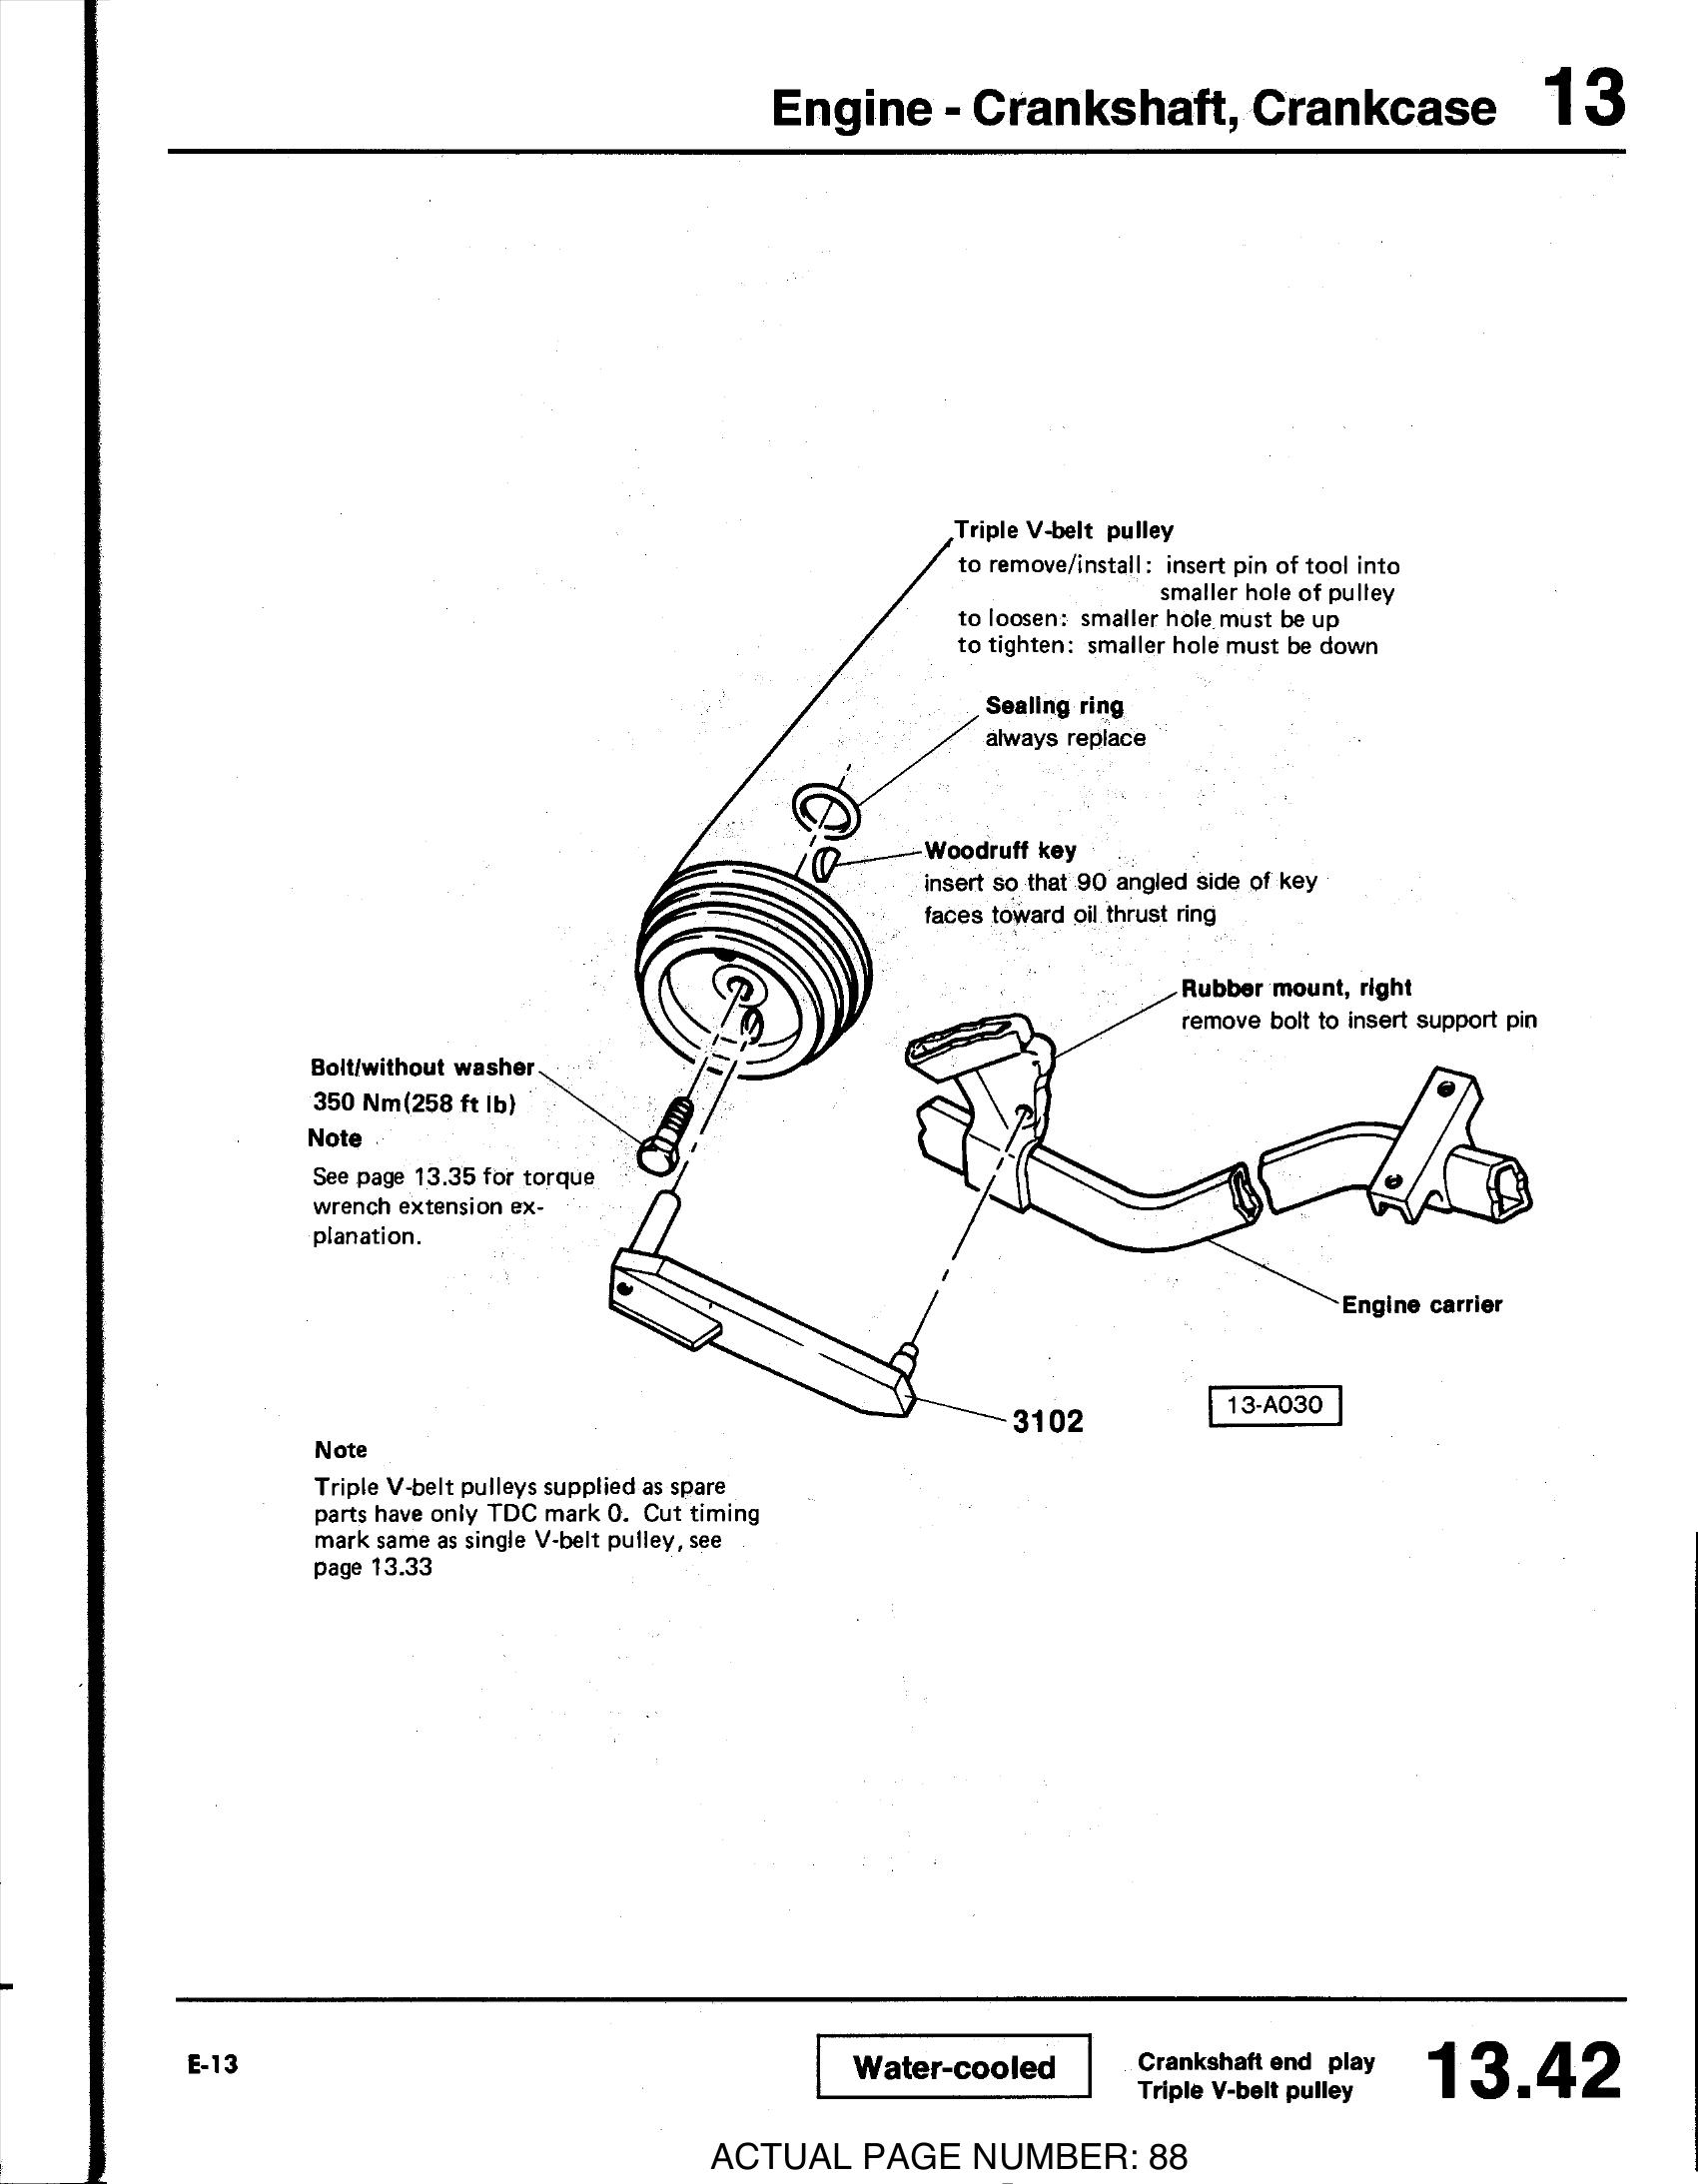 Engine - Crankshaft, Crankcase 13
Triple V-belt pulley
to remove/install: insert pin of tool into
smaller hole of pulley
to loosen: smaller hole must be up
to tighten: smaller hole must be down
Sealing ring
always replace
Woodruff key
insert so that 90 angled side of key
faces toward oil thrust ring
Rubber mount, right
remove bolt to insert support pin
Bolt/without washer
350 Nm(258 ft lb)
Note
See page 13.35 for torque
wrench extension ex-
planation.
Engine carrier
3102
13-A030
Note
Triple V-belt pulleys supplied as spare
parts have only TDC mark 0. Cut timing
mark same as single V-belt pulley, see
page 13.33
E-13
Water-cooled
Crankshaft end play
Triple V-belt pulley
13.42
ACTUAL PAGE NUMBER: 88